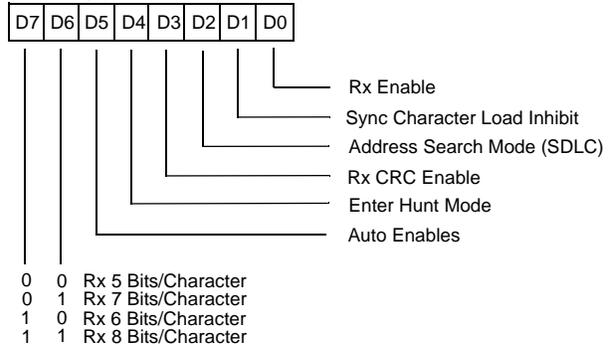 D7 D6 D5 D4 D3 D2 D1 D0
Rx Enable
Sync Character Load Inhibit
Address Search Mode (SDLC)
Rx CRC Enable
Enter Hunt Mode
Auto Enables
0 0 Rx 5 Bits/Character
0 1 Rx 7 Bits/Character
1 0 Rx 6 Bits/Character
1 1 Rx 8 Bits/Character